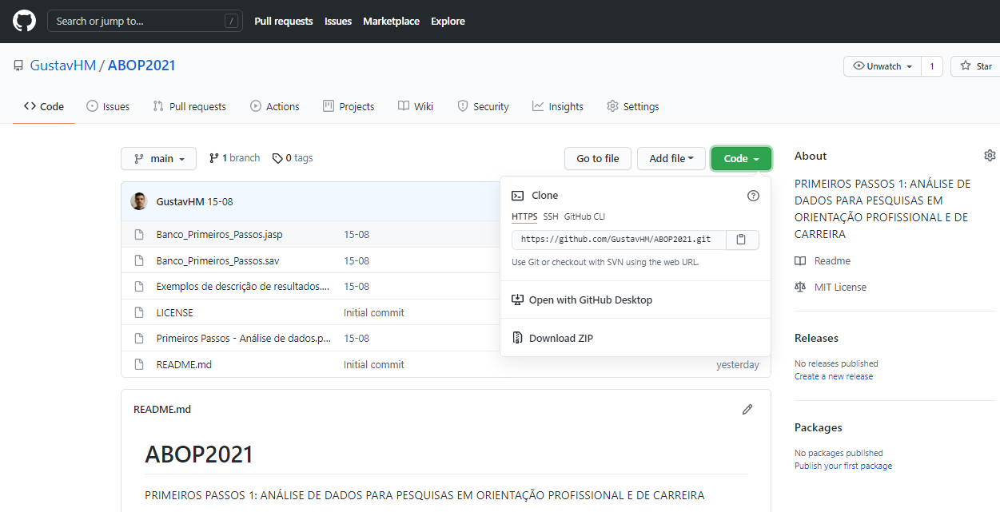 Search or jump to... / Pull requests Issues Marketplace Explore
GustavHM / ABOP2021 Unwatch 1 Star
Code Issues Pull requests Actions Projects Wiki Security Insights Settings
main 1 branch 0 tags Go to file Add file Code
GustavHM 15-08
Banco_Primeiros_Passos.jasp 15-08
Banco_Primeiros_Passos.sav 15-08
Exemplos de descrição de resultados.... 15-08
LICENSE Initial commit
Primeiros Passos - Análise de dados.p... 15-08
README.md Initial commit yesterday
Clone
HTTPS SSH GitHub CLI
https://github.com/GustavHM/ABOP2021.git
Use Git or checkout with SVN using the web URL.
Open with GitHub Desktop
Download ZIP
About
PRIMEIROS PASSOS 1: ANÁLISE DE
DADOS PARA PESQUISAS EM
ORIENTAÇÃO PROFISSIONAL E DE
CARREIRA
Readme
MIT License
Releases
No releases published
Create a new release
Packages
No packages published
Publish your first package
README.md
ABOP2021
PRIMEIROS PASSOS 1: ANÁLISE DE DADOS PARA PESQUISAS EM ORIENTAÇÃO PROFISSIONAL E DE CARREIRA